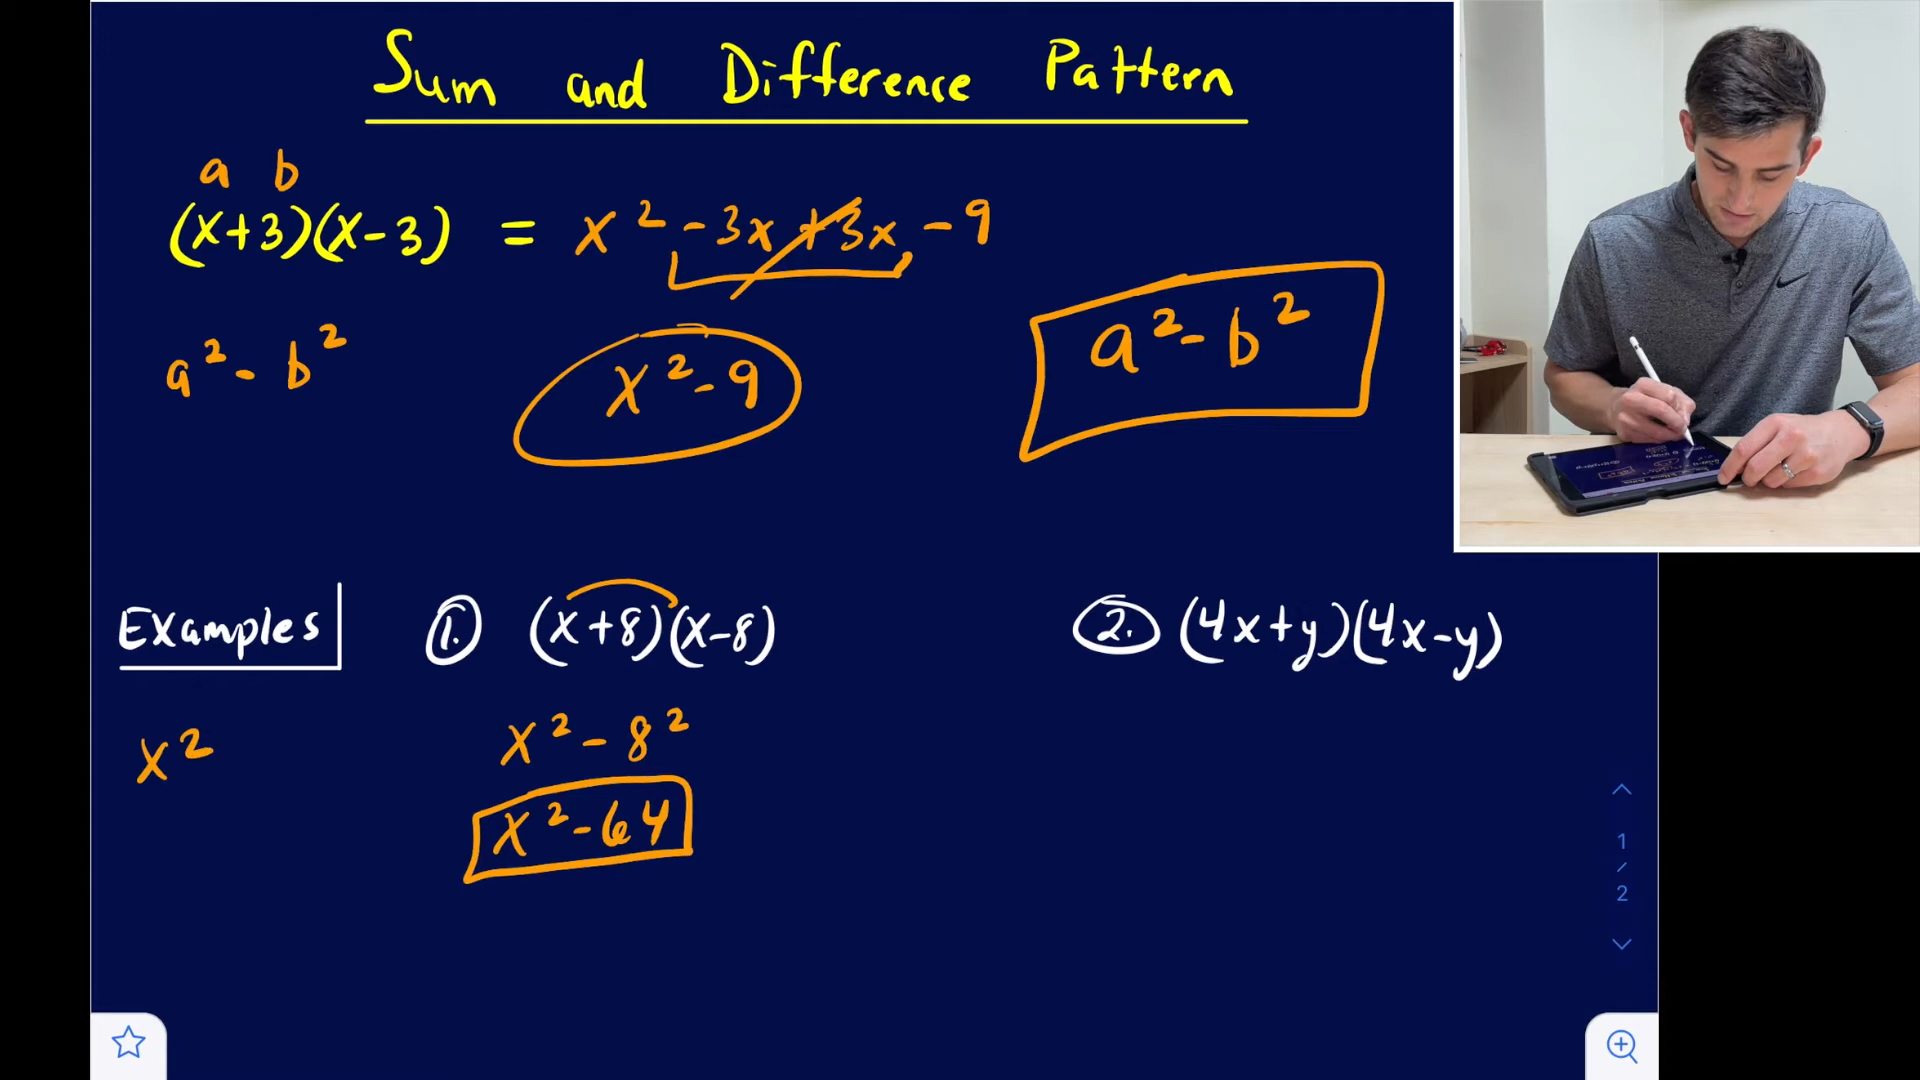 Sum and Difference Pattern
a b
(x+3)(x-3) = x² -3x +3x -9
a² - b²
x² - 9
a² - b²
Examples
1. (x+8)(x-8)
2. (4x+y)(4x-y)
x²
x² - 8²
x² - 64
1
/
2